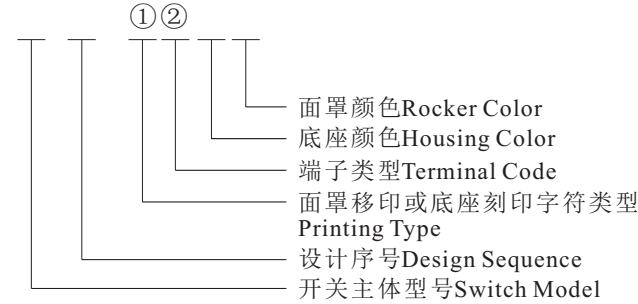 ①②
面罩颜色Rocker Color
底座颜色Housing Color
端子类型Terminal Code
面罩移印或底座刻印字符类型
Printing Type
设计序号Design Sequence
开关主体型号Switch Model